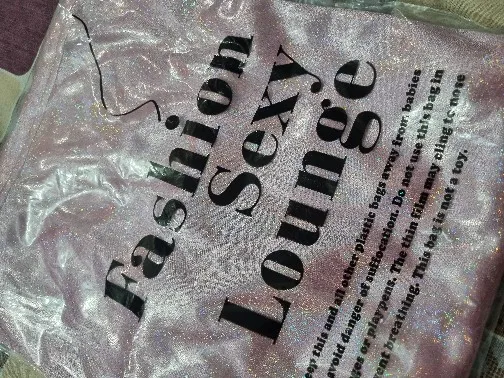 Fashion
Sexy
Lounge
this and all other plastic bags away from babies
avoid danger of suffocation. Do not use this bag in
or playpens. The thin film may cling to nose
breathing. This bag is not a toy.